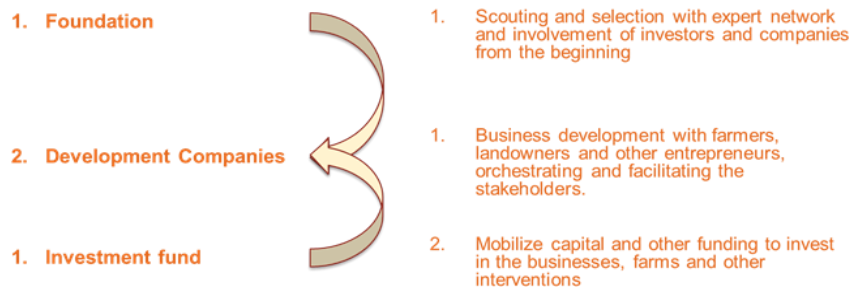 1. Foundation
1. Scouting and selection with expert network
and involvement of investors and companies
from the beginning
2. Development Companies
1. Business development with farmers,
landowners and other entrepreneurs,
orchestrating and facilitating the
stakeholders.
1. Investment fund
2. Mobilize capital and other funding to invest
in the businesses, farms and other
interventions